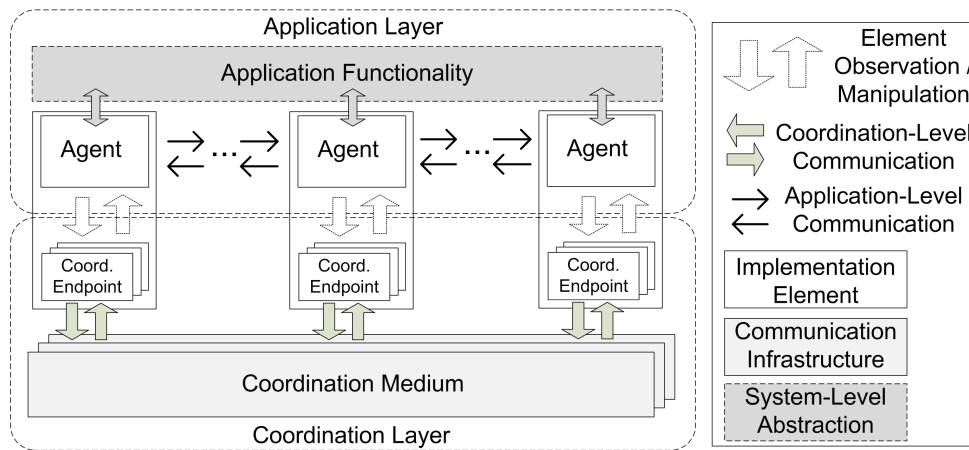 Application Layer
Application Functionality
Agent
...
Agent
...
Agent
Coord.
Endpoint
Coord.
Endpoint
Coord.
Endpoint
Coordination Medium
Coordination Layer
Element
Observation /
Manipulation
Coordination-Level
Communication
Application-Level
Communication
Implementation
Element
Communication
Infrastructure
System-Level
Abstraction